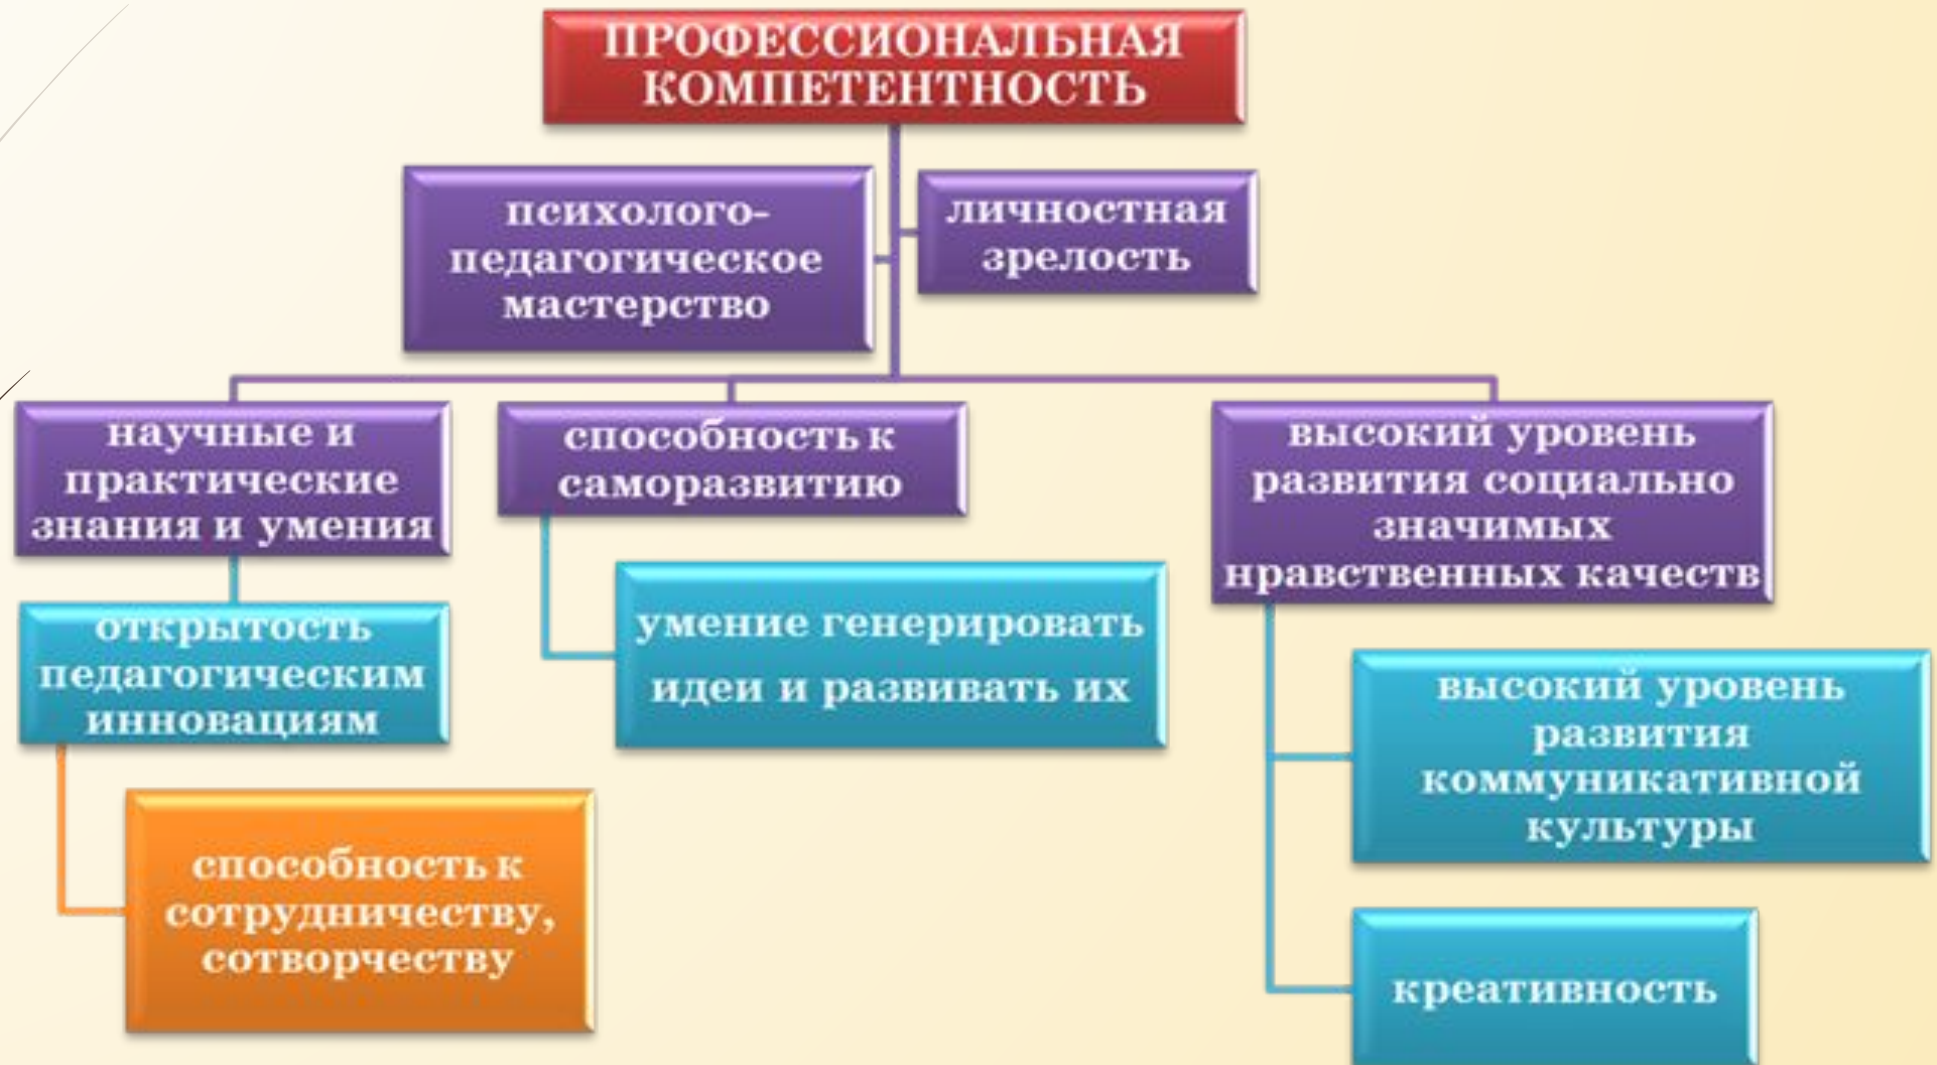 ПРОФЕССИОНАЛЬНАЯ
КОМПЕТЕНТНОСТЬ
психолого-
педагогическое
мастерство
личностная
зрелость
научные и
практические
знания и умения
способность к
саморазвитию
высокий уровень
развития социально
значимых
нравственных качеств
открытость
педагогическим
инновациям
умение генерировать
идеи и развивать их
высокий уровень
развития
коммуникативной
культуры
способность к
сотрудничеству,
сотворчеству
креативность